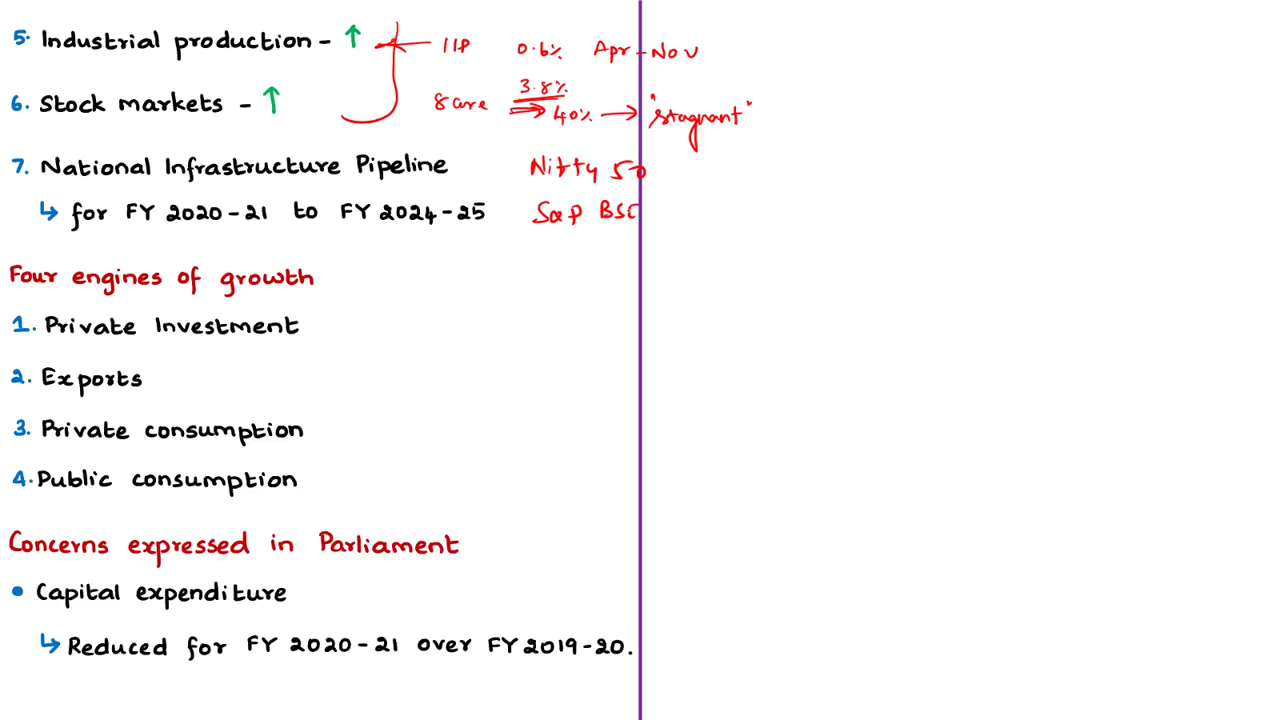 5. Industrial production - ↑ IIP 0.6% Apr - Nov
3.8%
6. Stock markets - ↑ 8 core 40% → "stagnant"
7. National Infrastructure Pipeline Nifty 50
↳ for FY 2020-21 to FY 2024-25 S&P BSE
Four engines of growth
1. Private Investment
2. Exports
3. Private consumption
4. Public consumption
Concerns expressed in Parliament
• Capital expenditure
↳ Reduced for FY 2020-21 over FY 2019-20.